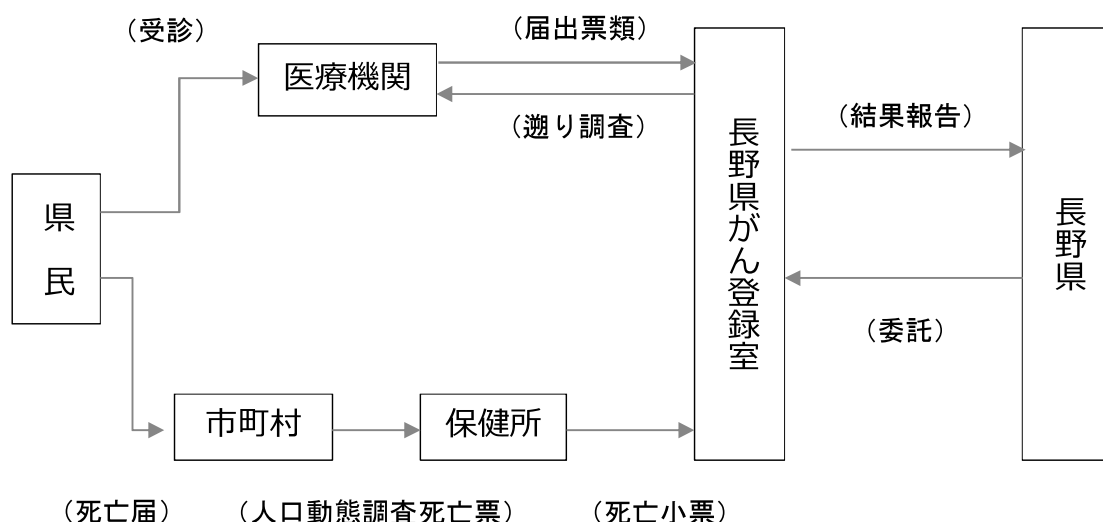 (受診)
(届出票類)
医療機関
(遡り調査)
(結果報告)
県民
長野県がん登録室
長野県
(委託)
市町村
保健所
(死亡届)
(人口動態調査死亡票)
(死亡小票)